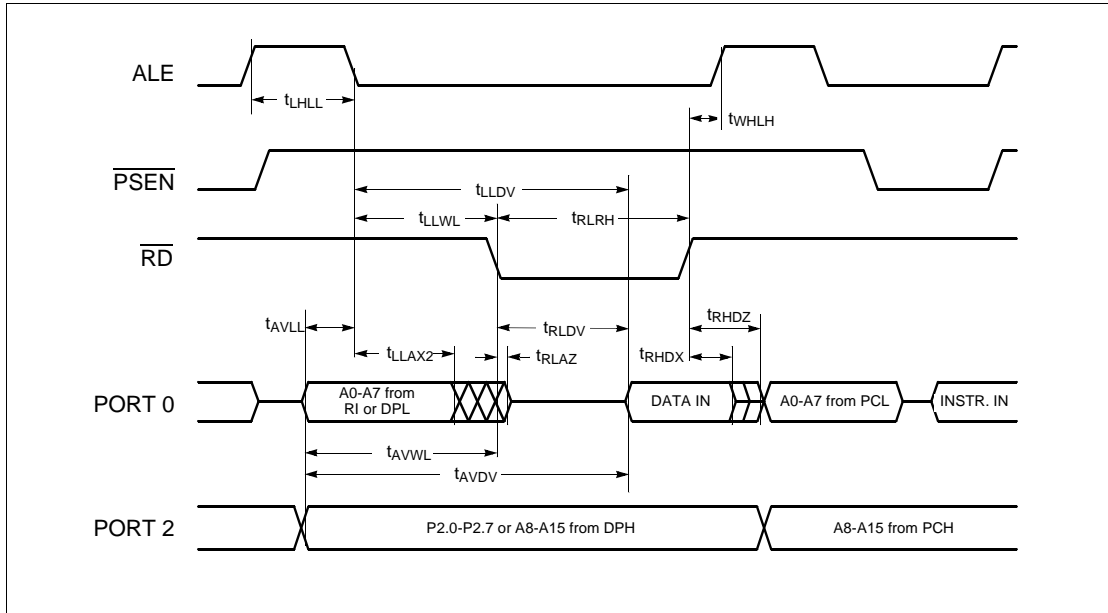 ALE
tLHLL
tWHLH
PSEN
tLLDV
tLLWL
tRLRH
RD
tAVLL
tRLDV
tRHDZ
tLLAX2
tRLAZ
tRHDX
PORT 0
A0-A7 from
RI or DPL
DATA IN
A0-A7 from PCL
INSTR. IN
tAVWL
tAVDV
PORT 2
P2.0-P2.7 or A8-A15 from DPH
A8-A15 from PCH